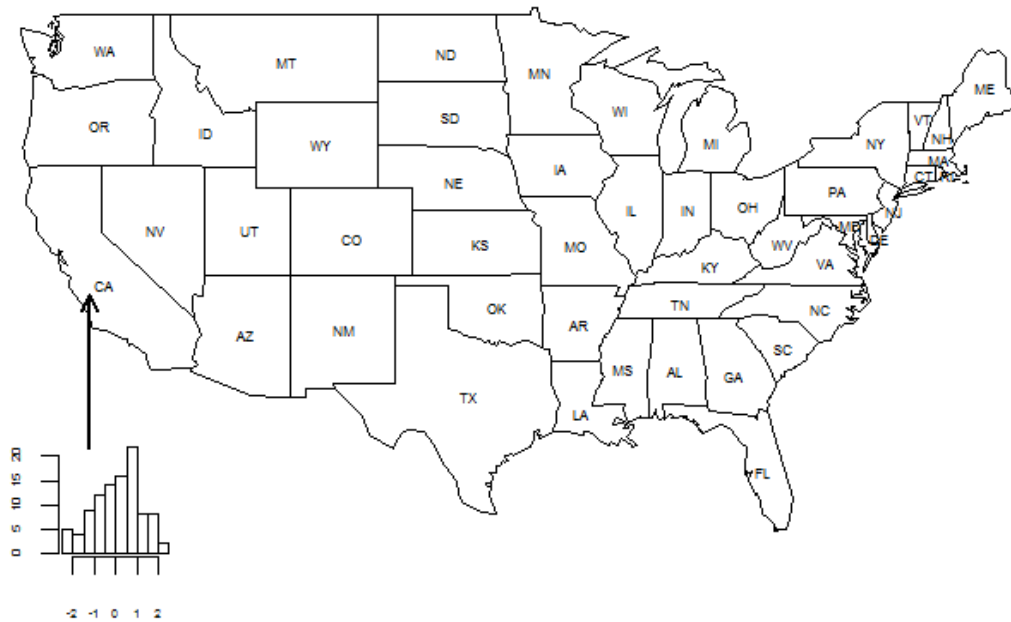 WA
MT
ND
MN
ME
OR
ID
WY
SD
WI
MI
NY
VT
NH
MA
CT
NE
IA
PA
NJ
NV
UT
CO
KS
MO
IL
IN
OH
WV
DE
KY
VA
CA
AZ
NM
OK
AR
TN
NC
TX
LA
MS
AL
GA
SC
FL
20
15
10
5
0
-2 -1 0 1 2